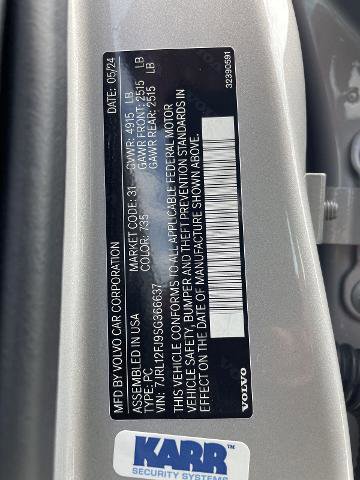 MFD BY VOLVO CAR CORPORATION DATE: 05/24
ASSEMBLED IN USA MARKET CODE: 31 GVWR: 4915 LB
TYPE: PC COLOR: 735 GAWR FRONT: 2515 LB
VIN: 7JRL12FJ9SG366637 GAWR REAR: 2515 LB
THIS VEHICLE CONFORMS TO ALL APPLICABLE FEDERAL MOTOR
VEHICLE SAFETY, BUMPER AND THEFT PREVENTION STANDARDS IN
EFFECT ON THE DATE OF MANUFACTURE SHOWN ABOVE.
VOLVO 32390591
KARR
SECURITY SYSTEMS